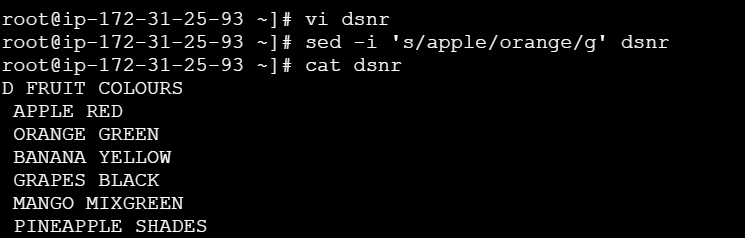 root@ip-172-31-25-93 ~]# vi dsnr
root@ip-172-31-25-93 ~]# sed -i 's/apple/orange/g' dsnr
root@ip-172-31-25-93 ~]# cat dsnr
D FRUIT COLOURS
APPLE RED
ORANGE GREEN
BANANA YELLOW
GRAPES BLACK
MANGO MIXGREEN
PINEAPPLE SHADES